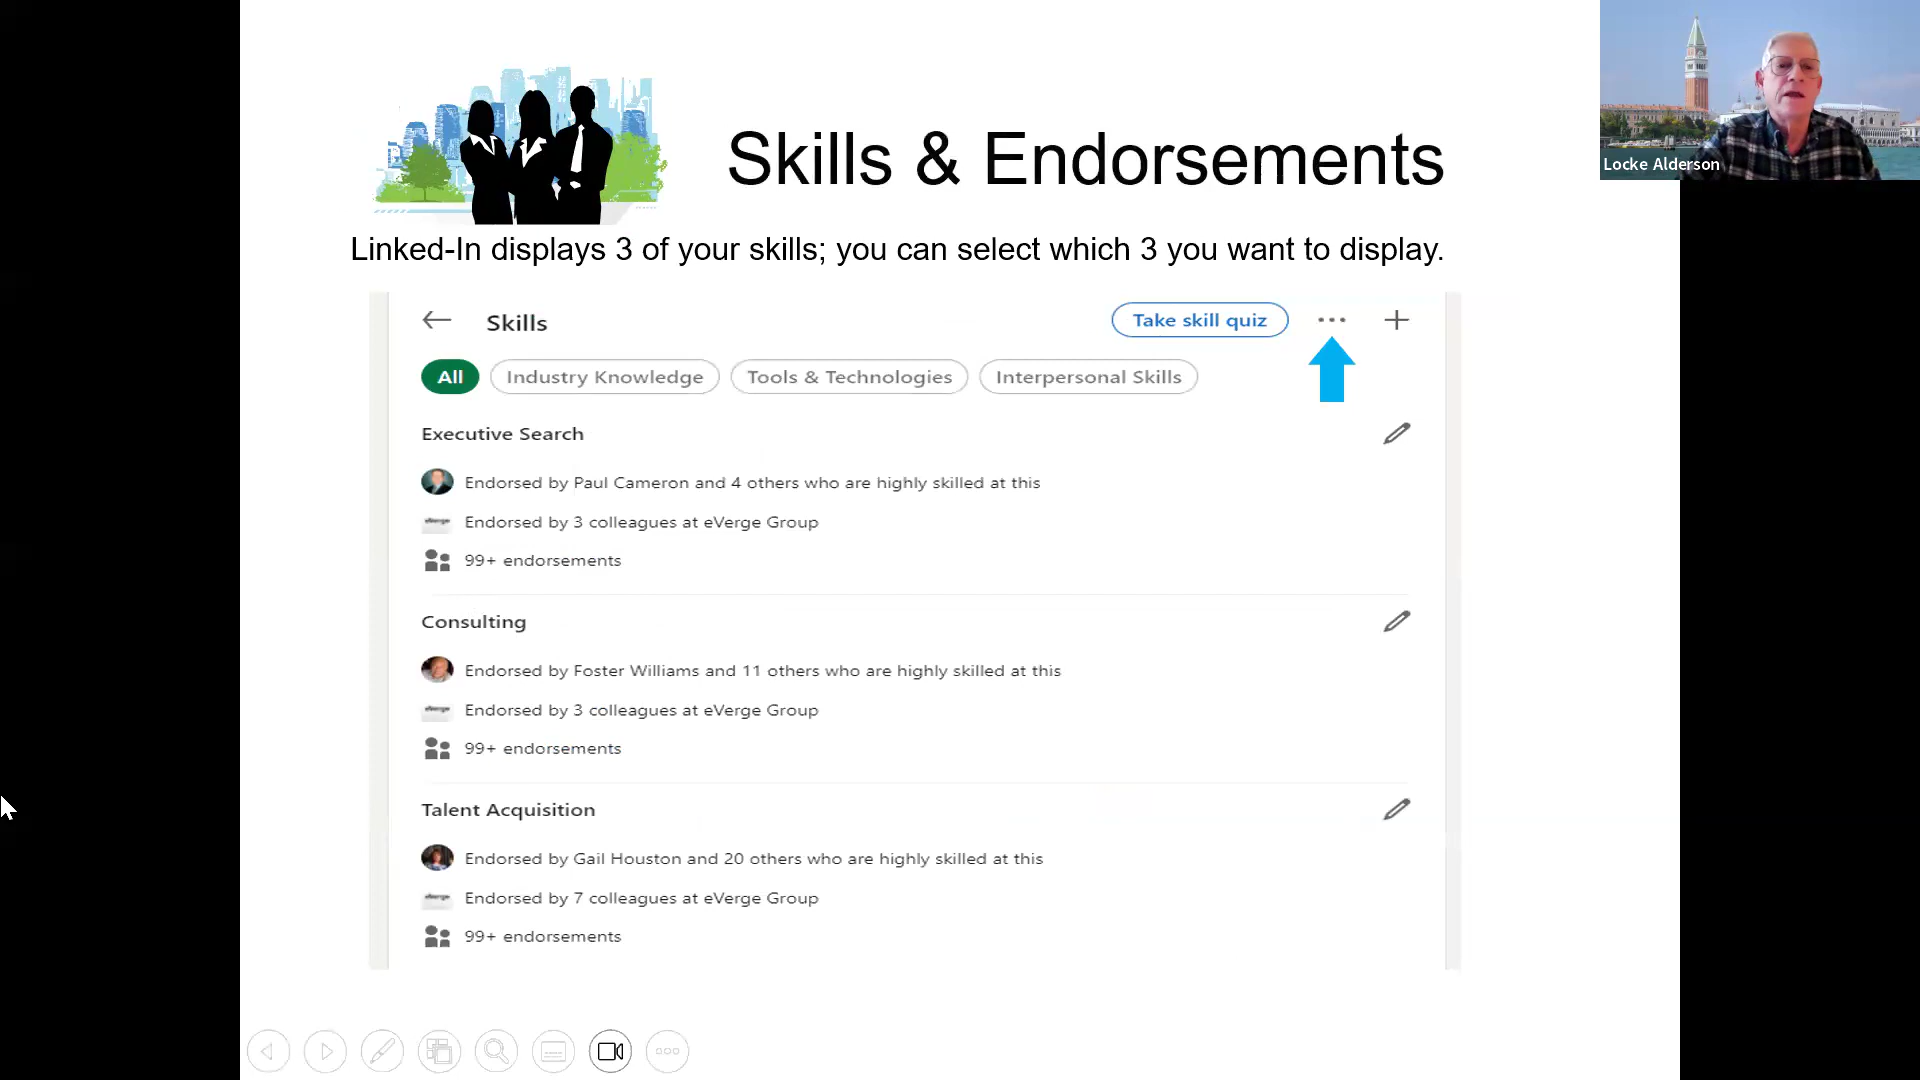 Skills & Endorsements
Locke Alderson
Linked-In displays 3 of your skills; you can select which 3 you want to display.
Skills
Take skill quiz
All
Industry Knowledge
Tools & Technologies
Interpersonal Skills
Executive Search
Endorsed by Paul Cameron and 4 others who are highly skilled at this
Endorsed by 3 colleagues at eVerge Group
99+ endorsements
Consulting
Endorsed by Foster Williams and 11 others who are highly skilled at this
Endorsed by 3 colleagues at eVerge Group
99+ endorsements
Talent Acquisition
Endorsed by Gail Houston and 20 others who are highly skilled at this
Endorsed by 7 colleagues at eVerge Group
99+ endorsements